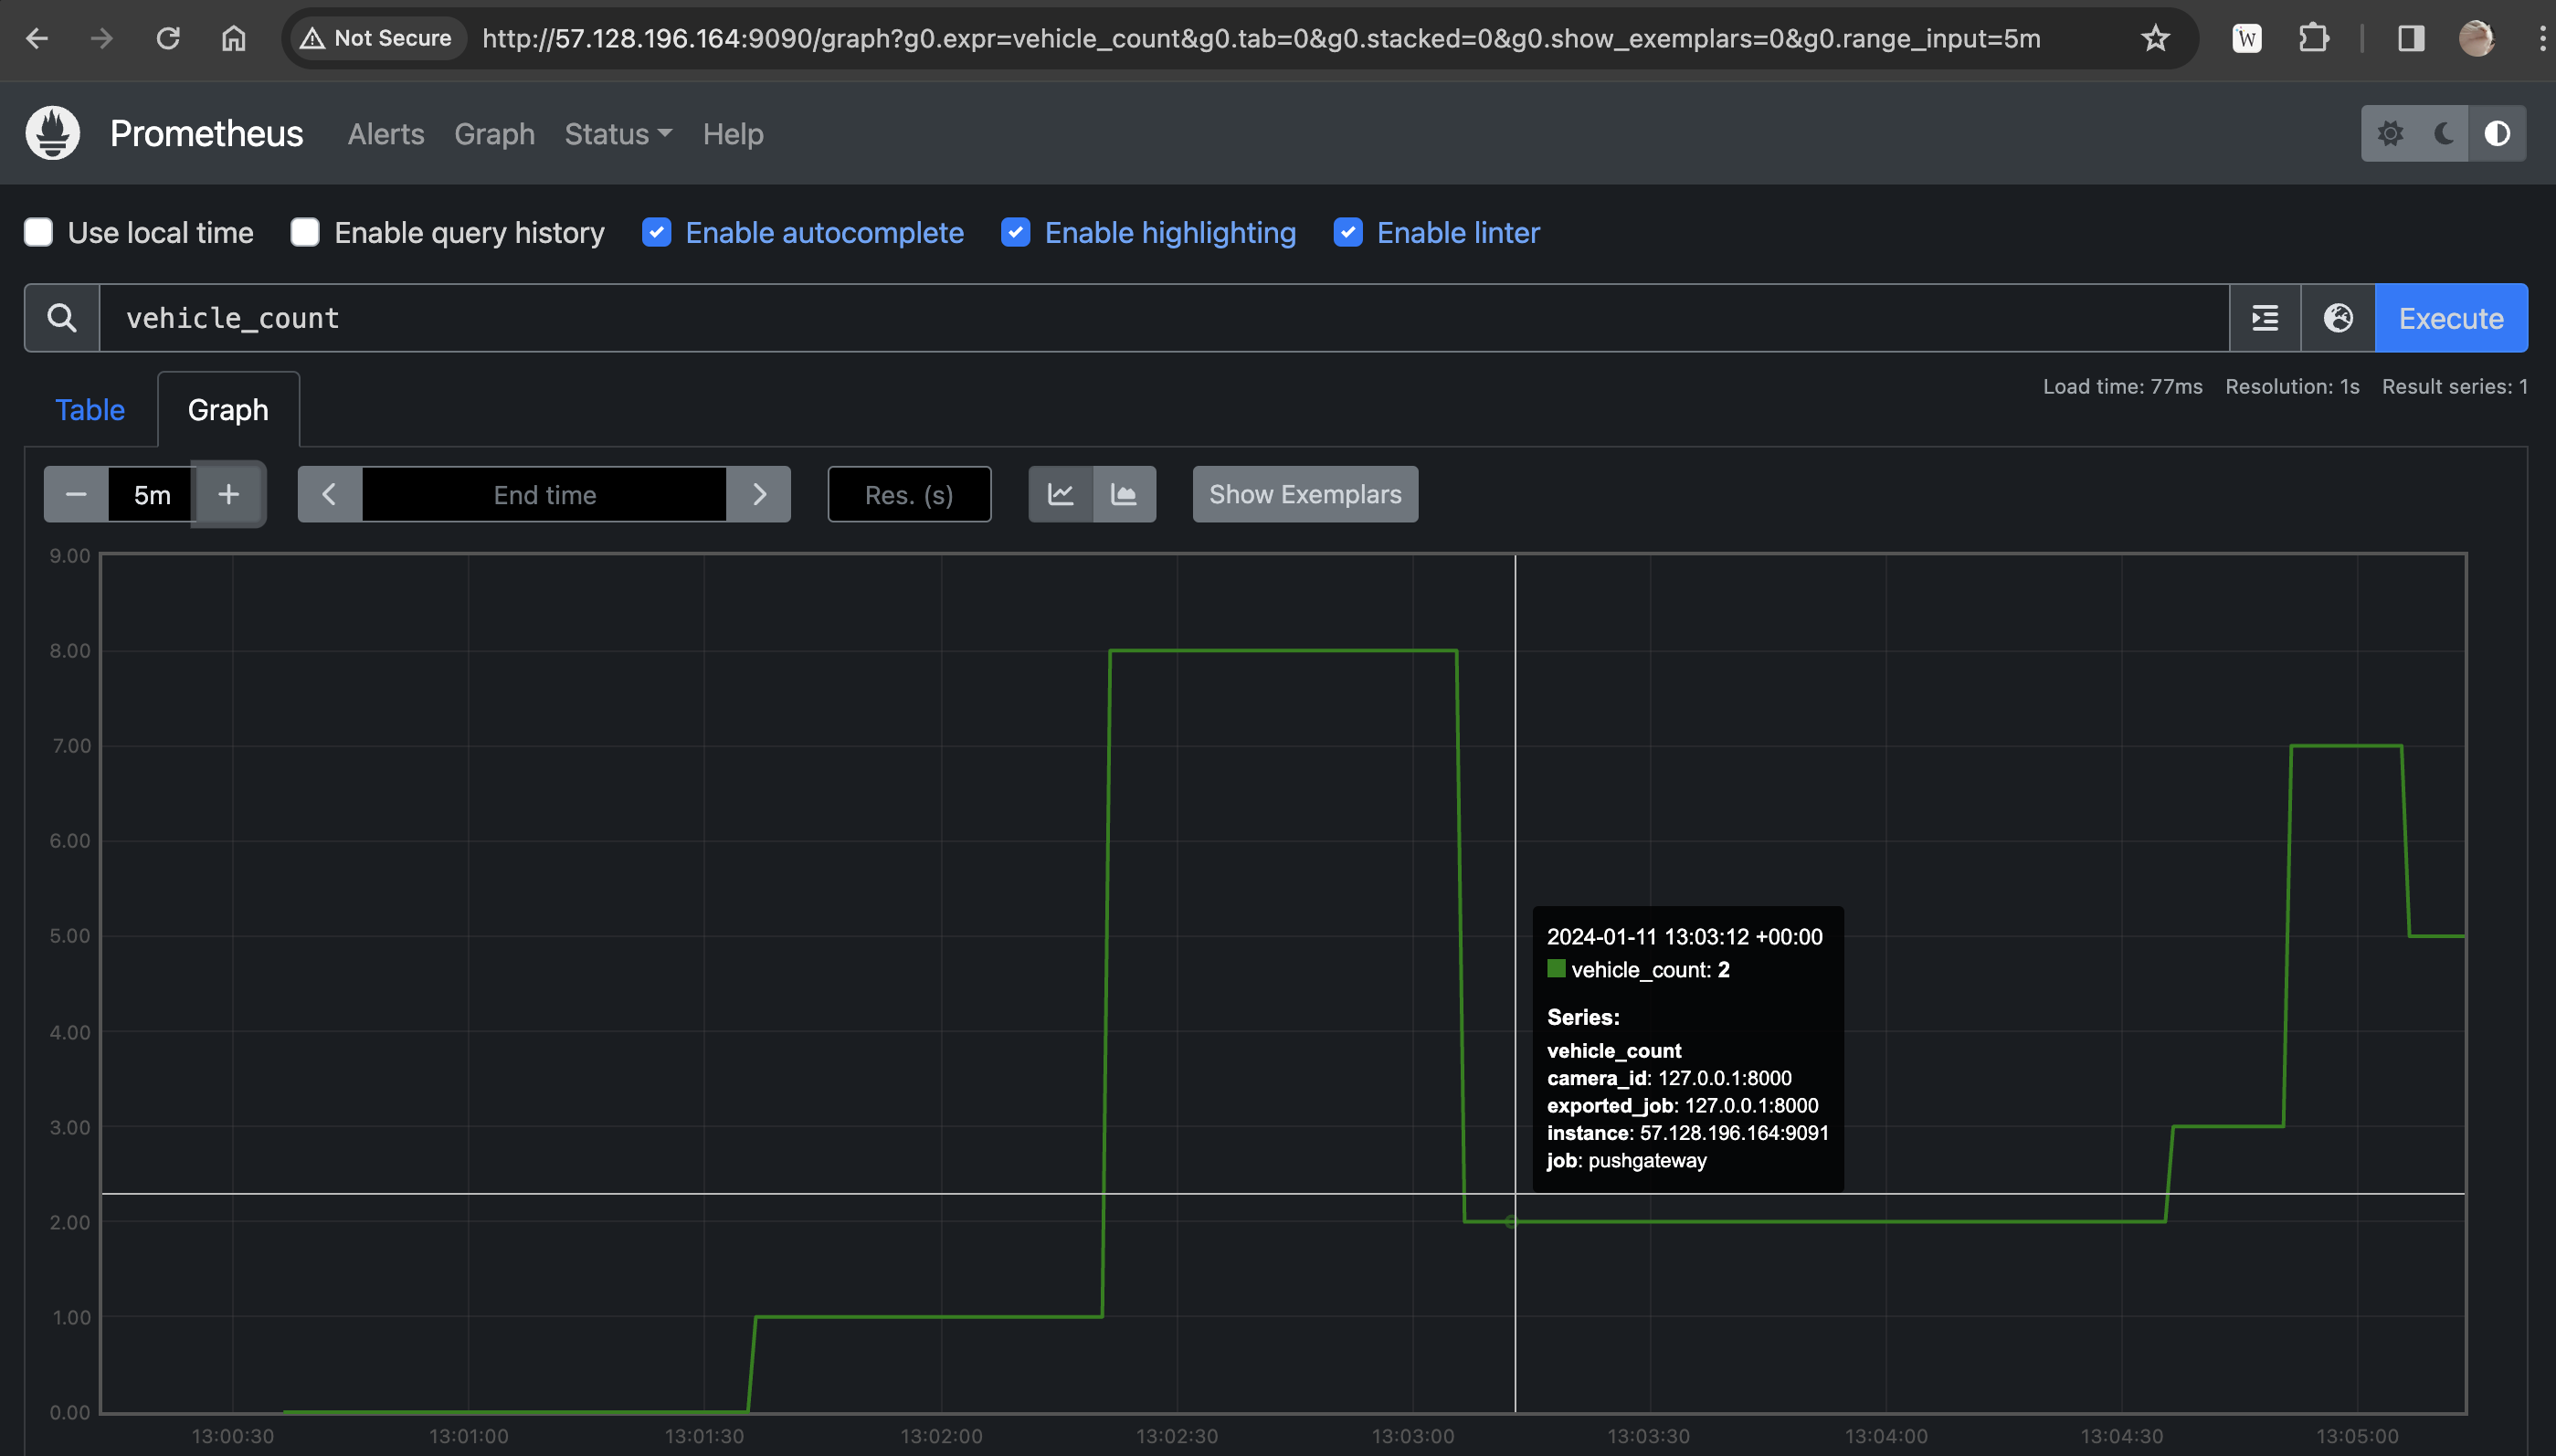 Not Secure http://57.128.196.164:9090/graph?g0.expr=vehicle_count&g0.tab=0&g0.stacked=0&g0.show_exemplars=0&g0.range_input=5m W
Prometheus Alerts Graph Status Help
Use local time Enable query history Enable autocomplete Enable highlighting Enable linter
vehicle_count Execute
Load time: 77ms Resolution: 1s Result series: 1
Table Graph
5m End time Res. (s) Show Exemplars
9.00
8.00
7.00
6.00
5.00
4.00
3.00
2.00
1.00
0.00
2024-01-11 13:03:12 +00:00
vehicle_count: 2
Series:
vehicle_count
camera_id: 127.0.0.1:8000
exported_job: 127.0.0.1:8000
instance: 57.128.196.164:9091
job: pushgateway
13:00:30 13:01:00 13:01:30 13:02:00 13:02:30 13:03:00 13:03:30 13:04:00 13:04:30 13:05:00